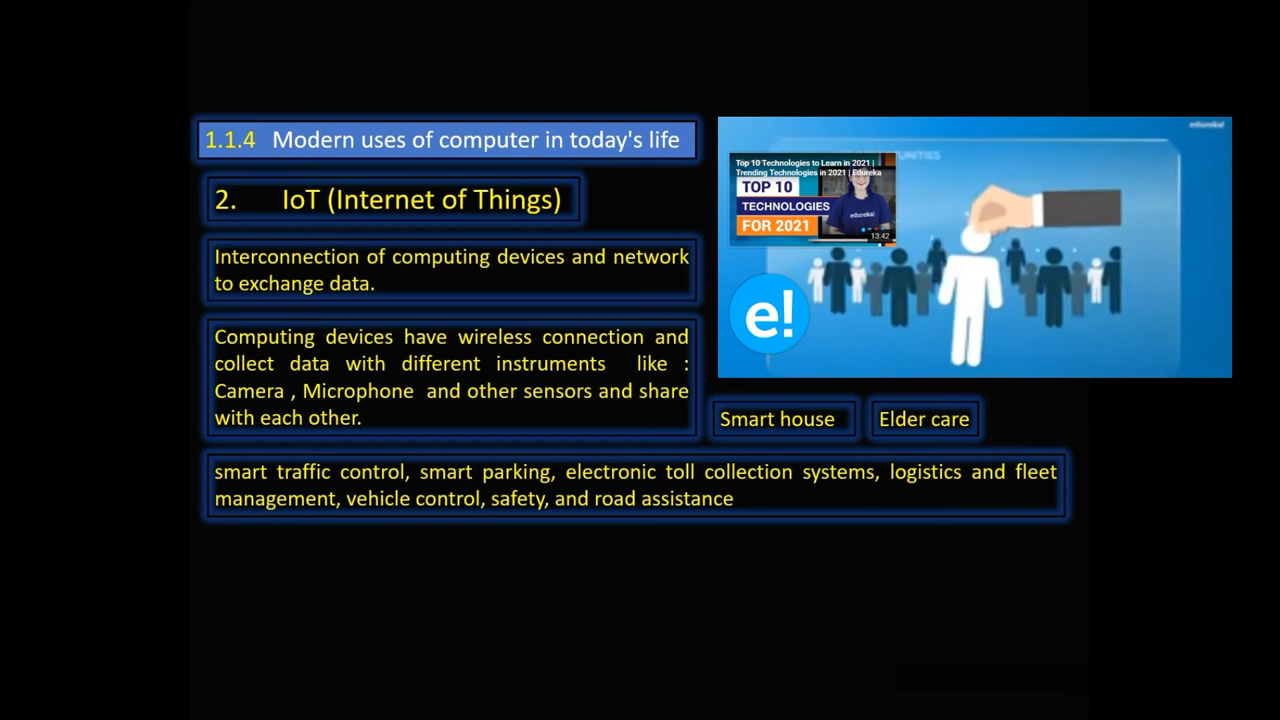 1.1.4 Modern uses of computer in today's life
2. IoT (Internet of Things)
Interconnection of computing devices and network
to exchange data.
Computing devices have wireless connection and
collect data with different instruments like :
Camera , Microphone and other sensors and share
with each other.
edureka!
Top 10 Technologies to Learn in 2021 |
Trending Technologies in 2021 | Edureka
TOP 10
TECHNOLOGIES
FOR 2021
edureka!
13:42
e!
Smart house
Elder care
smart traffic control, smart parking, electronic toll collection systems, logistics and fleet
management, vehicle control, safety, and road assistance